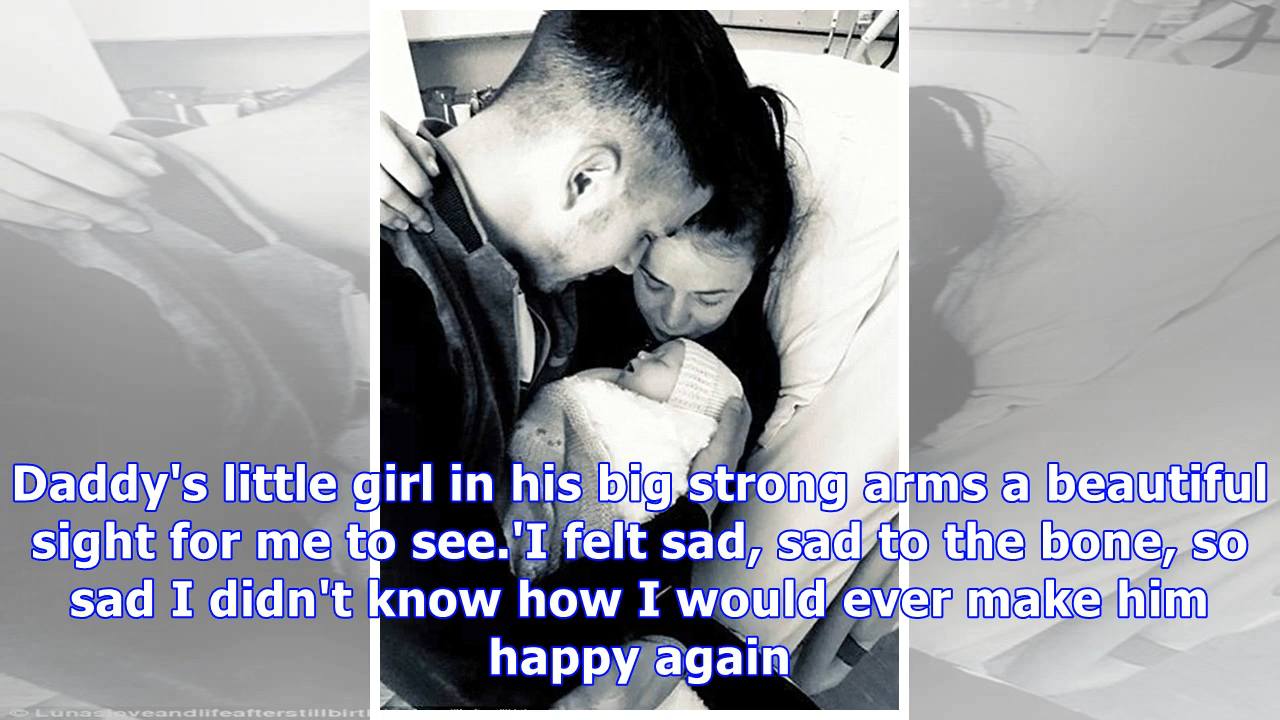 Daddy's little girl in his big strong arms a beautiful
sight for me to see.'I felt sad, sad to the bone, so
sad I didn't know how I would ever make him
happy again
© Lunasloveandlifeafterstillbirt